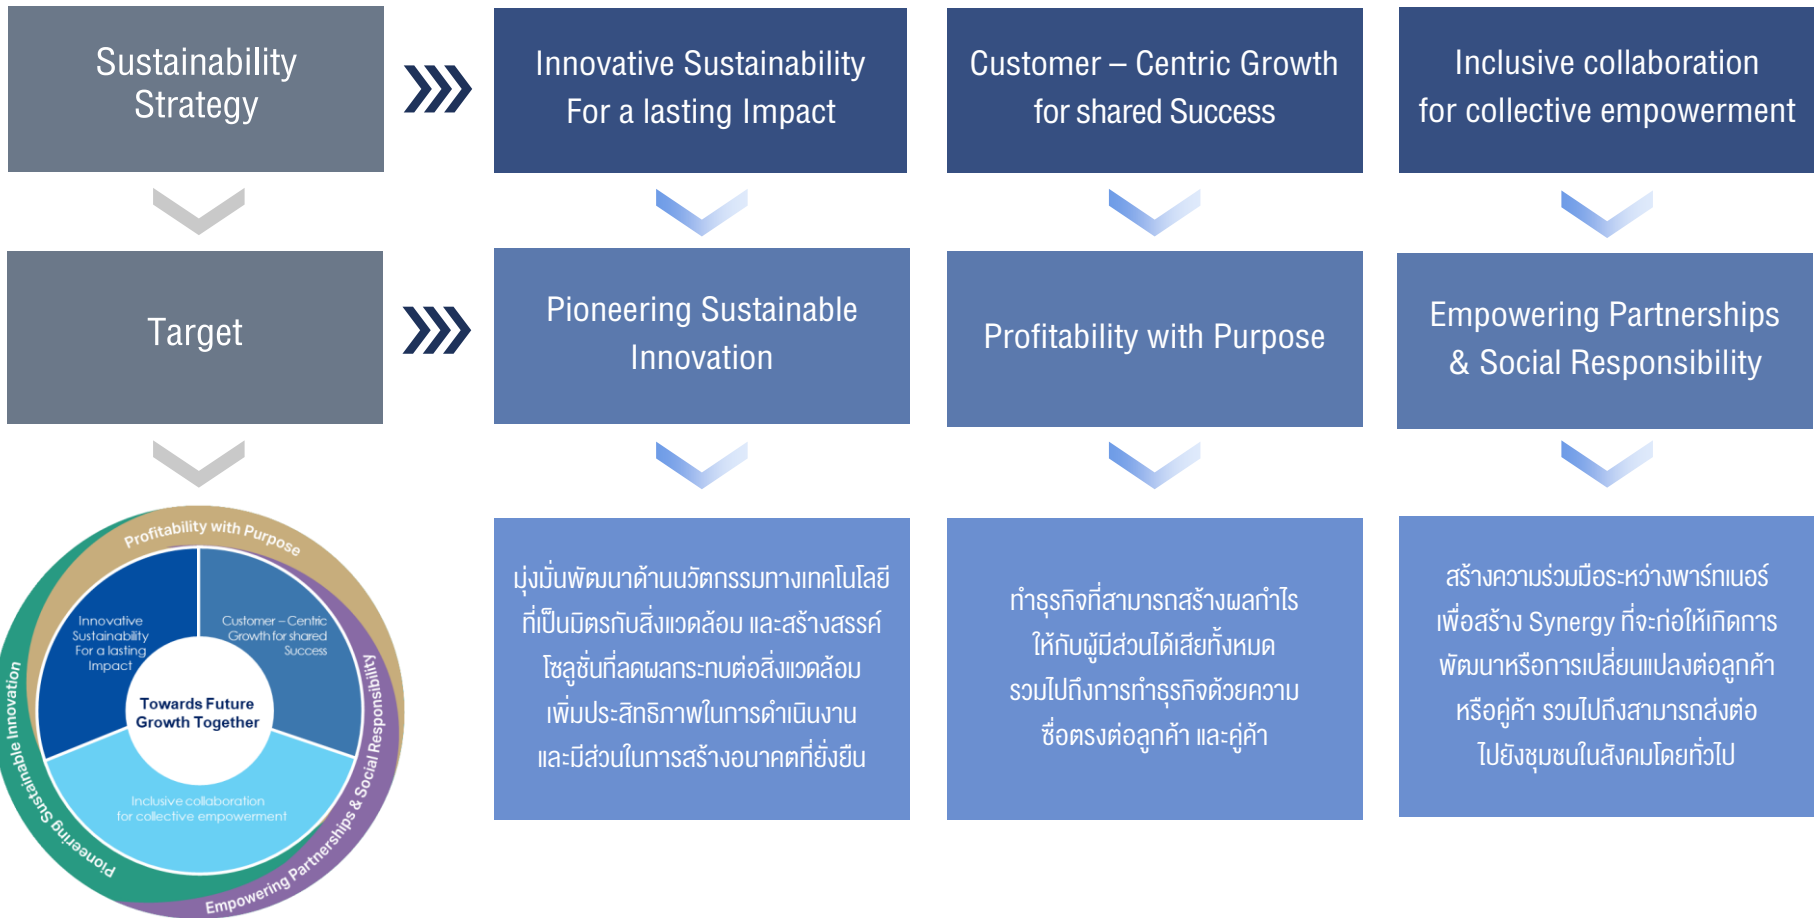 Sustainability
Strategy
Innovative Sustainability
For a lasting Impact
Customer – Centric Growth
for shared Success
Inclusive collaboration
for collective empowerment
Target
Pioneering Sustainable
Innovation
Profitability with Purpose
Empowering Partnerships
& Social Responsibility
Profitability with Purpose
Pioneering Sustainable Innovation
Empowering Partnerships & Social Responsibility
Innovative
Sustainability
For a lasting
Impact
Customer – Centric
Growth for shared
Success
Towards Future
Growth Together
Inclusive collaboration
for collective empowerment
มุ่งมั่นพัฒนาด้านนวัตกรรมทางเทคโนโลยี
ที่เป็นมิตรกับสิ่งแวดล้อม และสร้างสรรค์
โซลูชั่นที่ลดผลกระทบต่อสิ่งแวดล้อม
เพิ่มประสิทธิภาพในการดำเนินงาน
และมีส่วนในการสร้างอนาคตที่ยั่งยืน
ทำธุรกิจที่สามารถสร้างผลกำไร
ให้กับผู้มีส่วนได้เสียทั้งหมด
รวมไปถึงการทำธุรกิจด้วยความ
ซื่อตรงต่อลูกค้า และคู่ค้า
สร้างความร่วมมือระหว่างพาร์ทเนอร์
เพื่อสร้าง Synergy ที่จะก่อให้เกิดการ
พัฒนาหรือการเปลี่ยนแปลงต่อลูกค้า
หรือคู่ค้า รวมไปถึงสามารถส่งต่อ
ไปยังชุมชนในสังคมโดยทั่วไป